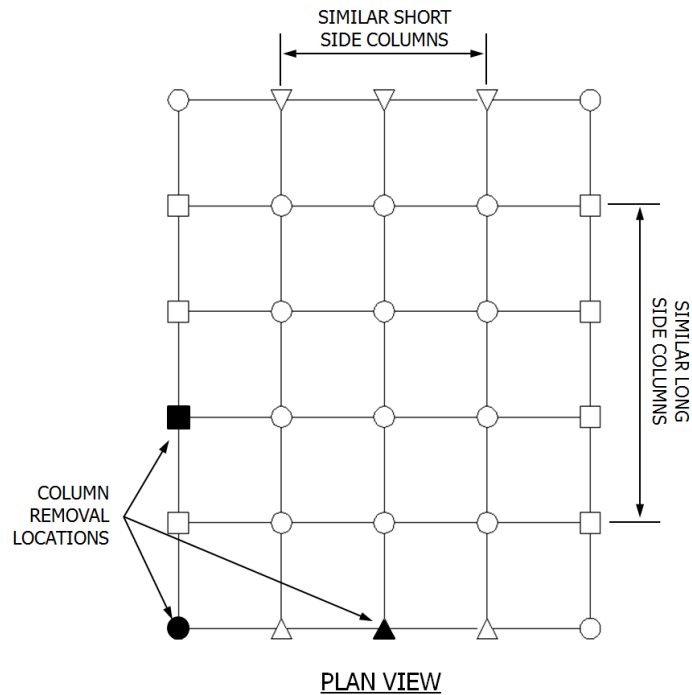 SIMILAR SHORT
SIDE COLUMNS
SIMILAR LONG
SIDE COLUMNS
COLUMN
REMOVAL
LOCATIONS
PLAN VIEW